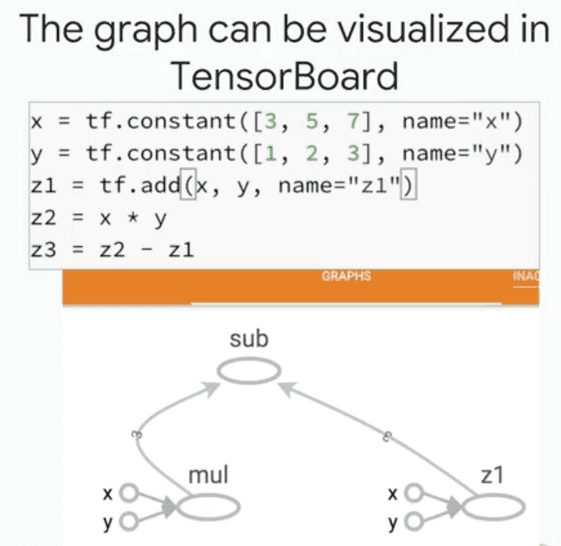 The graph can be visualized in
TensorBoard
x = tf.constant([3, 5, 7], name="x")
y = tf.constant([1, 2, 3], name="y")
z1 = tf.add(x, y, name="z1")
z2 = x * y
z3 = z2 - z1
GRAPHS
INAC
sub
3
3
mul
z1
x
x
y
y